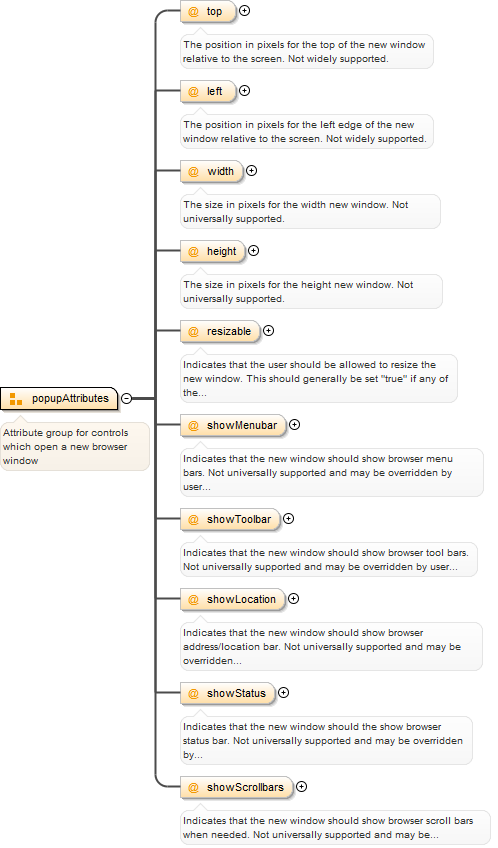 @ top
The position in pixels for the top of the new window
relative to the screen. Not widely supported.
@ left
The position in pixels for the left edge of the new
window relative to the screen. Not widely supported.
@ width
The size in pixels for the width new window. Not
universally supported.
@ height
The size in pixels for the height new window. Not
universally supported.
@ resizable
Indicates that the user should be allowed to resize the
new window. This should generally be set "true" if any of
the...
popupAttributes
Attribute group for controls
which open a new browser
window
@ showMenubar
Indicates that the new window should show browser menu
bars. Not universally supported and may be overridden by
user...
@ showToolbar
Indicates that the new window should show browser tool bars.
Not universally supported and may be overridden by user...
@ showLocation
Indicates that the new window should show browser
address/location bar. Not universally supported and may be
overridden...
@ showStatus
Indicates that the new window should the show browser
status bar. Not universally supported and may be overridden
by...
@ showScrollbars
Indicates that the new window should show browser scroll bars
when needed. Not universally supported and may be...